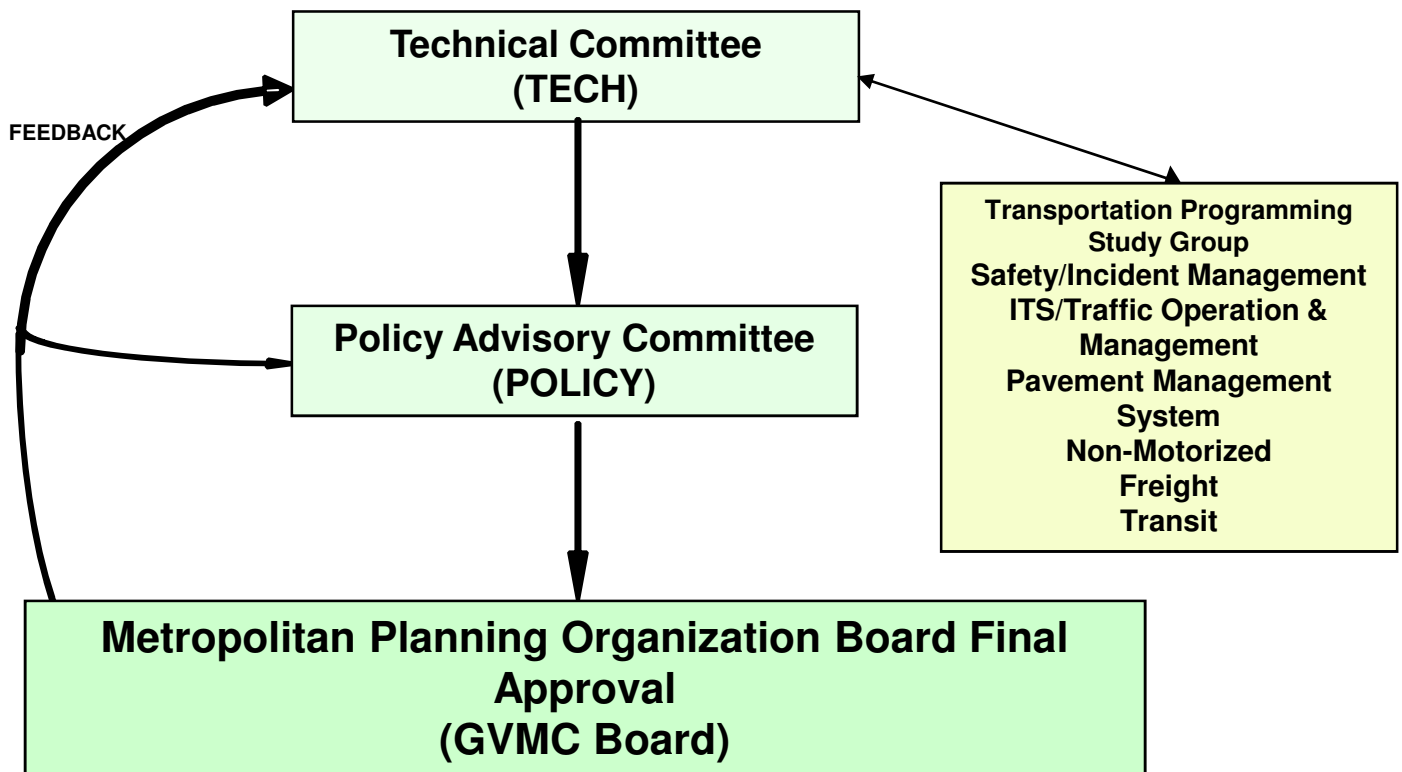 Technical Committee
(TECH)
FEEDBACK
Transportation Programming
Study Group
Safety/Incident Management
ITS/Traffic Operation &
Management
Pavement Management
System
Non-Motorized
Freight
Transit
Policy Advisory Committee
(POLICY)
Metropolitan Planning Organization Board Final
Approval
(GVMC Board)